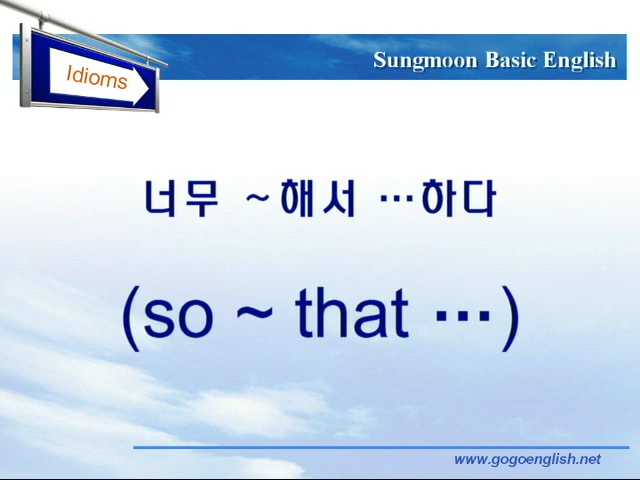 Sungmoon Basic English
Idioms
너무 ~해서 …하다
(so ~ that …)
www.gogoenglish.net